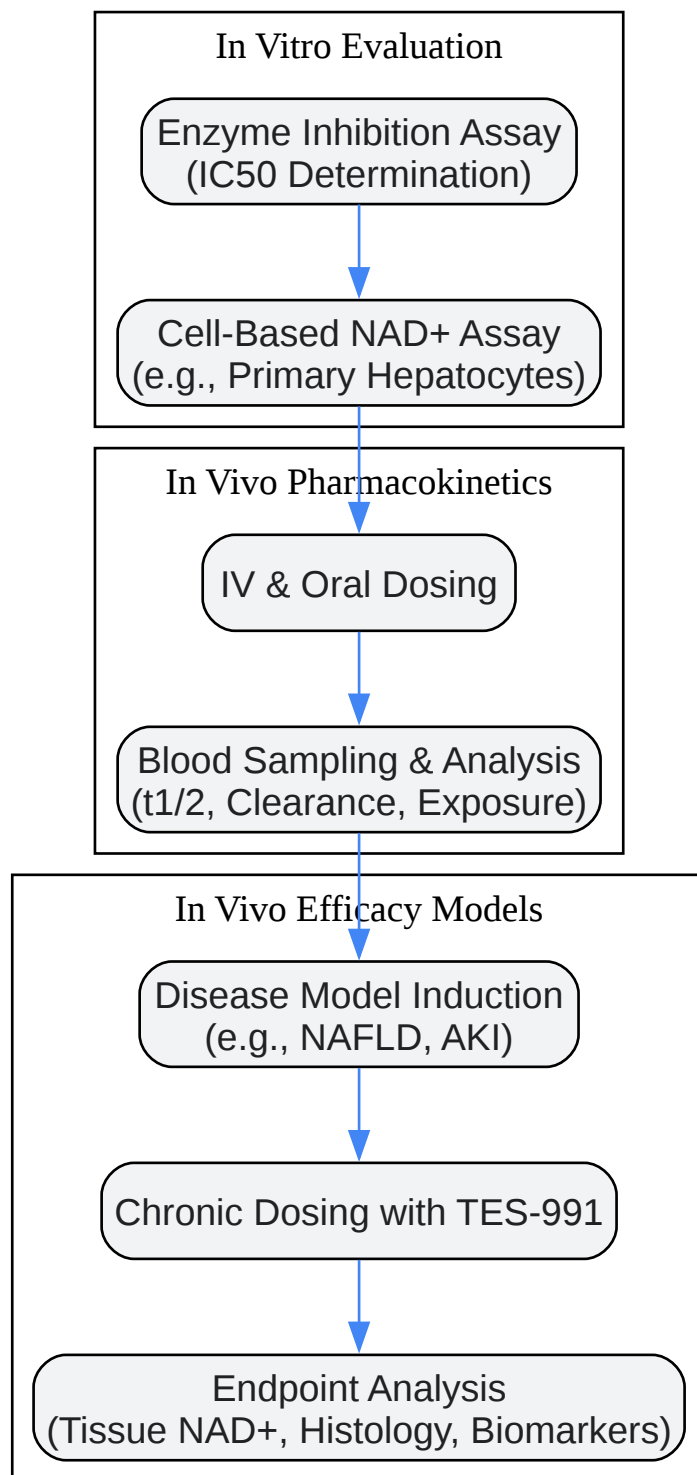 In Vitro Evaluation
Enzyme Inhibition Assay
(IC50 Determination)
Cell-Based NAD+ Assay
(e.g., Primary Hepatocytes)
In Vivo Pharmacokinetics
IV & Oral Dosing
Blood Sampling & Analysis
(t1/2, Clearance, Exposure)
In Vivo Efficacy Models
Disease Model Induction
(e.g., NAFLD, AKI)
Chronic Dosing with TES-991
Endpoint Analysis
(Tissue NAD+, Histology, Biomarkers)